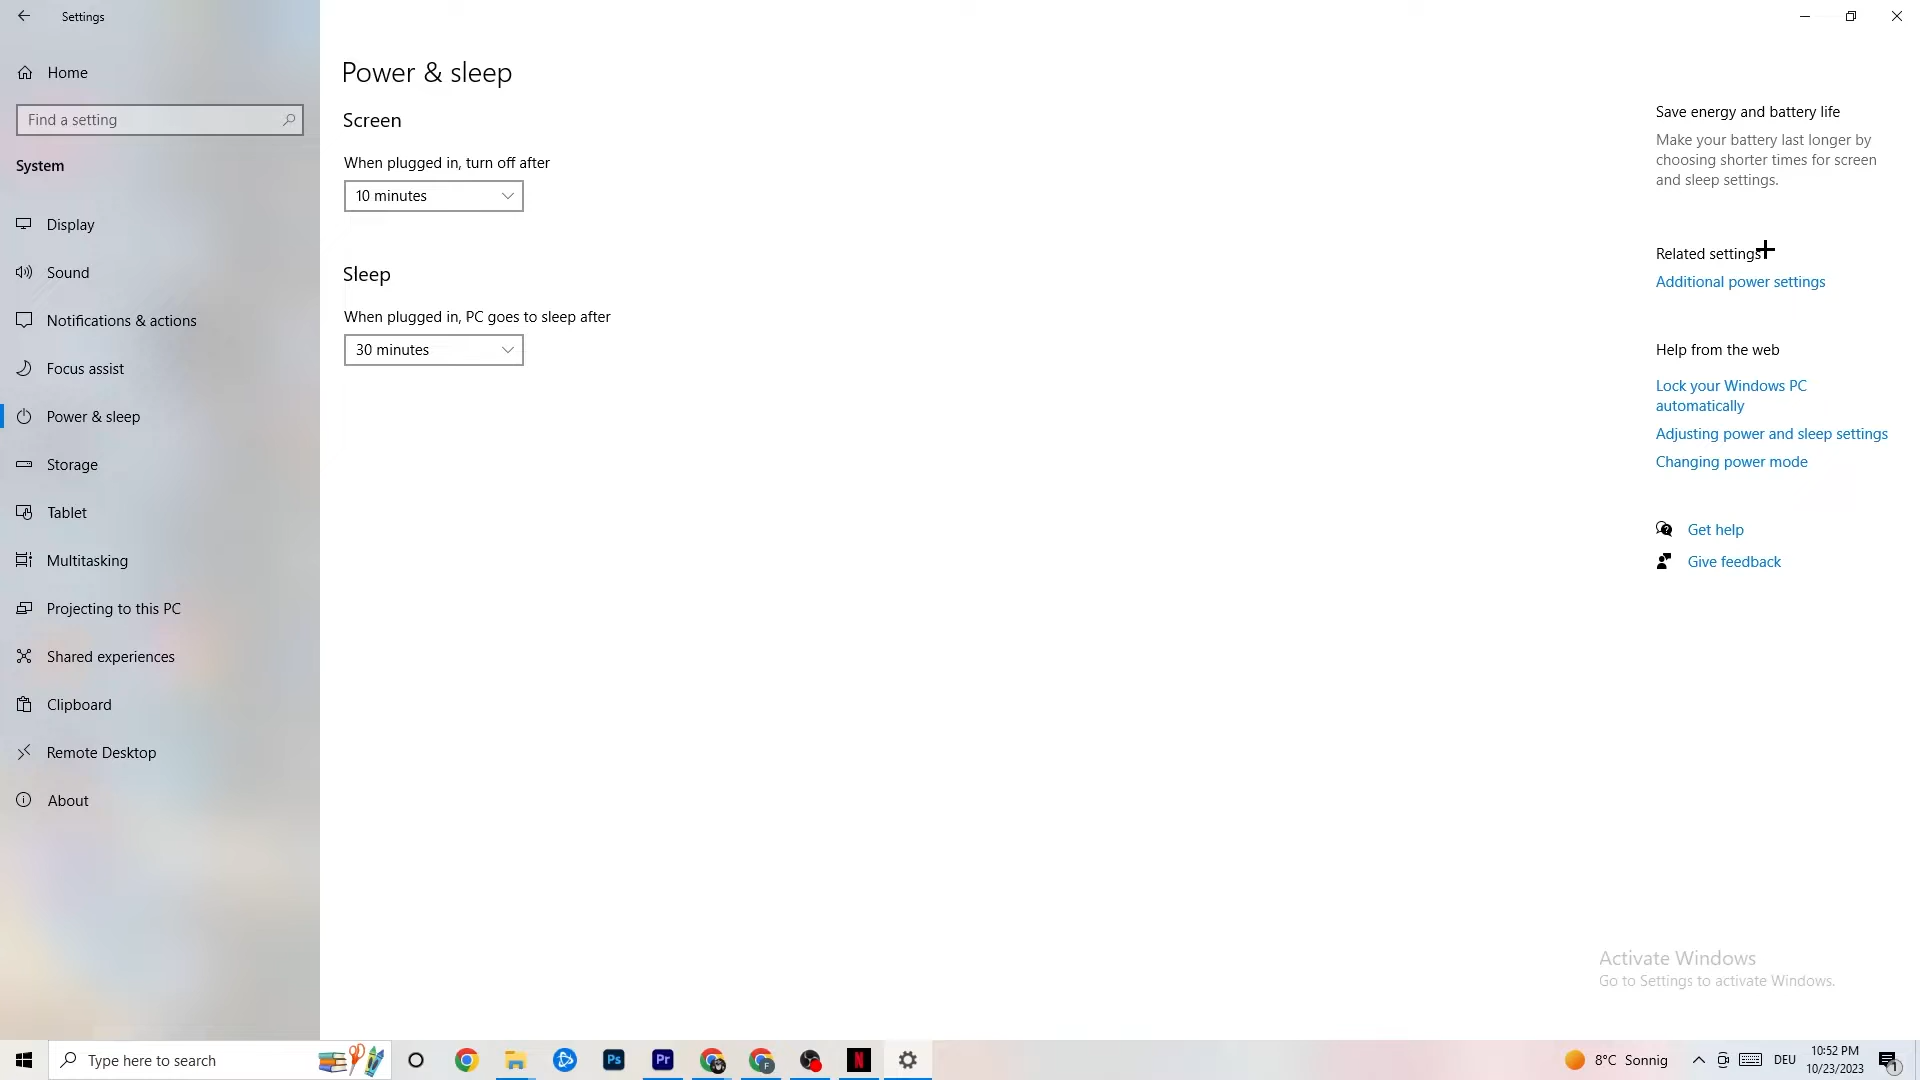 Settings
Home
Find a setting
System
Display
Sound
Notifications & actions
Focus assist
Power & sleep
Storage
Tablet
Multitasking
Projecting to this PC
Shared experiences
Clipboard
Remote Desktop
About
Power & sleep
Screen
When plugged in, turn off after
10 minutes
Sleep
When plugged in, PC goes to sleep after
30 minutes
Save energy and battery life
Make your battery last longer by
choosing shorter times for screen
and sleep settings.
Related settings
Additional power settings
Help from the web
Lock your Windows PC
automatically
Adjusting power and sleep settings
Changing power mode
Get help
Give feedback
Activate Windows
Go to Settings to activate Windows.
Type here to search
Ps
Pr
F
N
8°C Sonnig
DEU
10:52 PM
10/23/2023
1